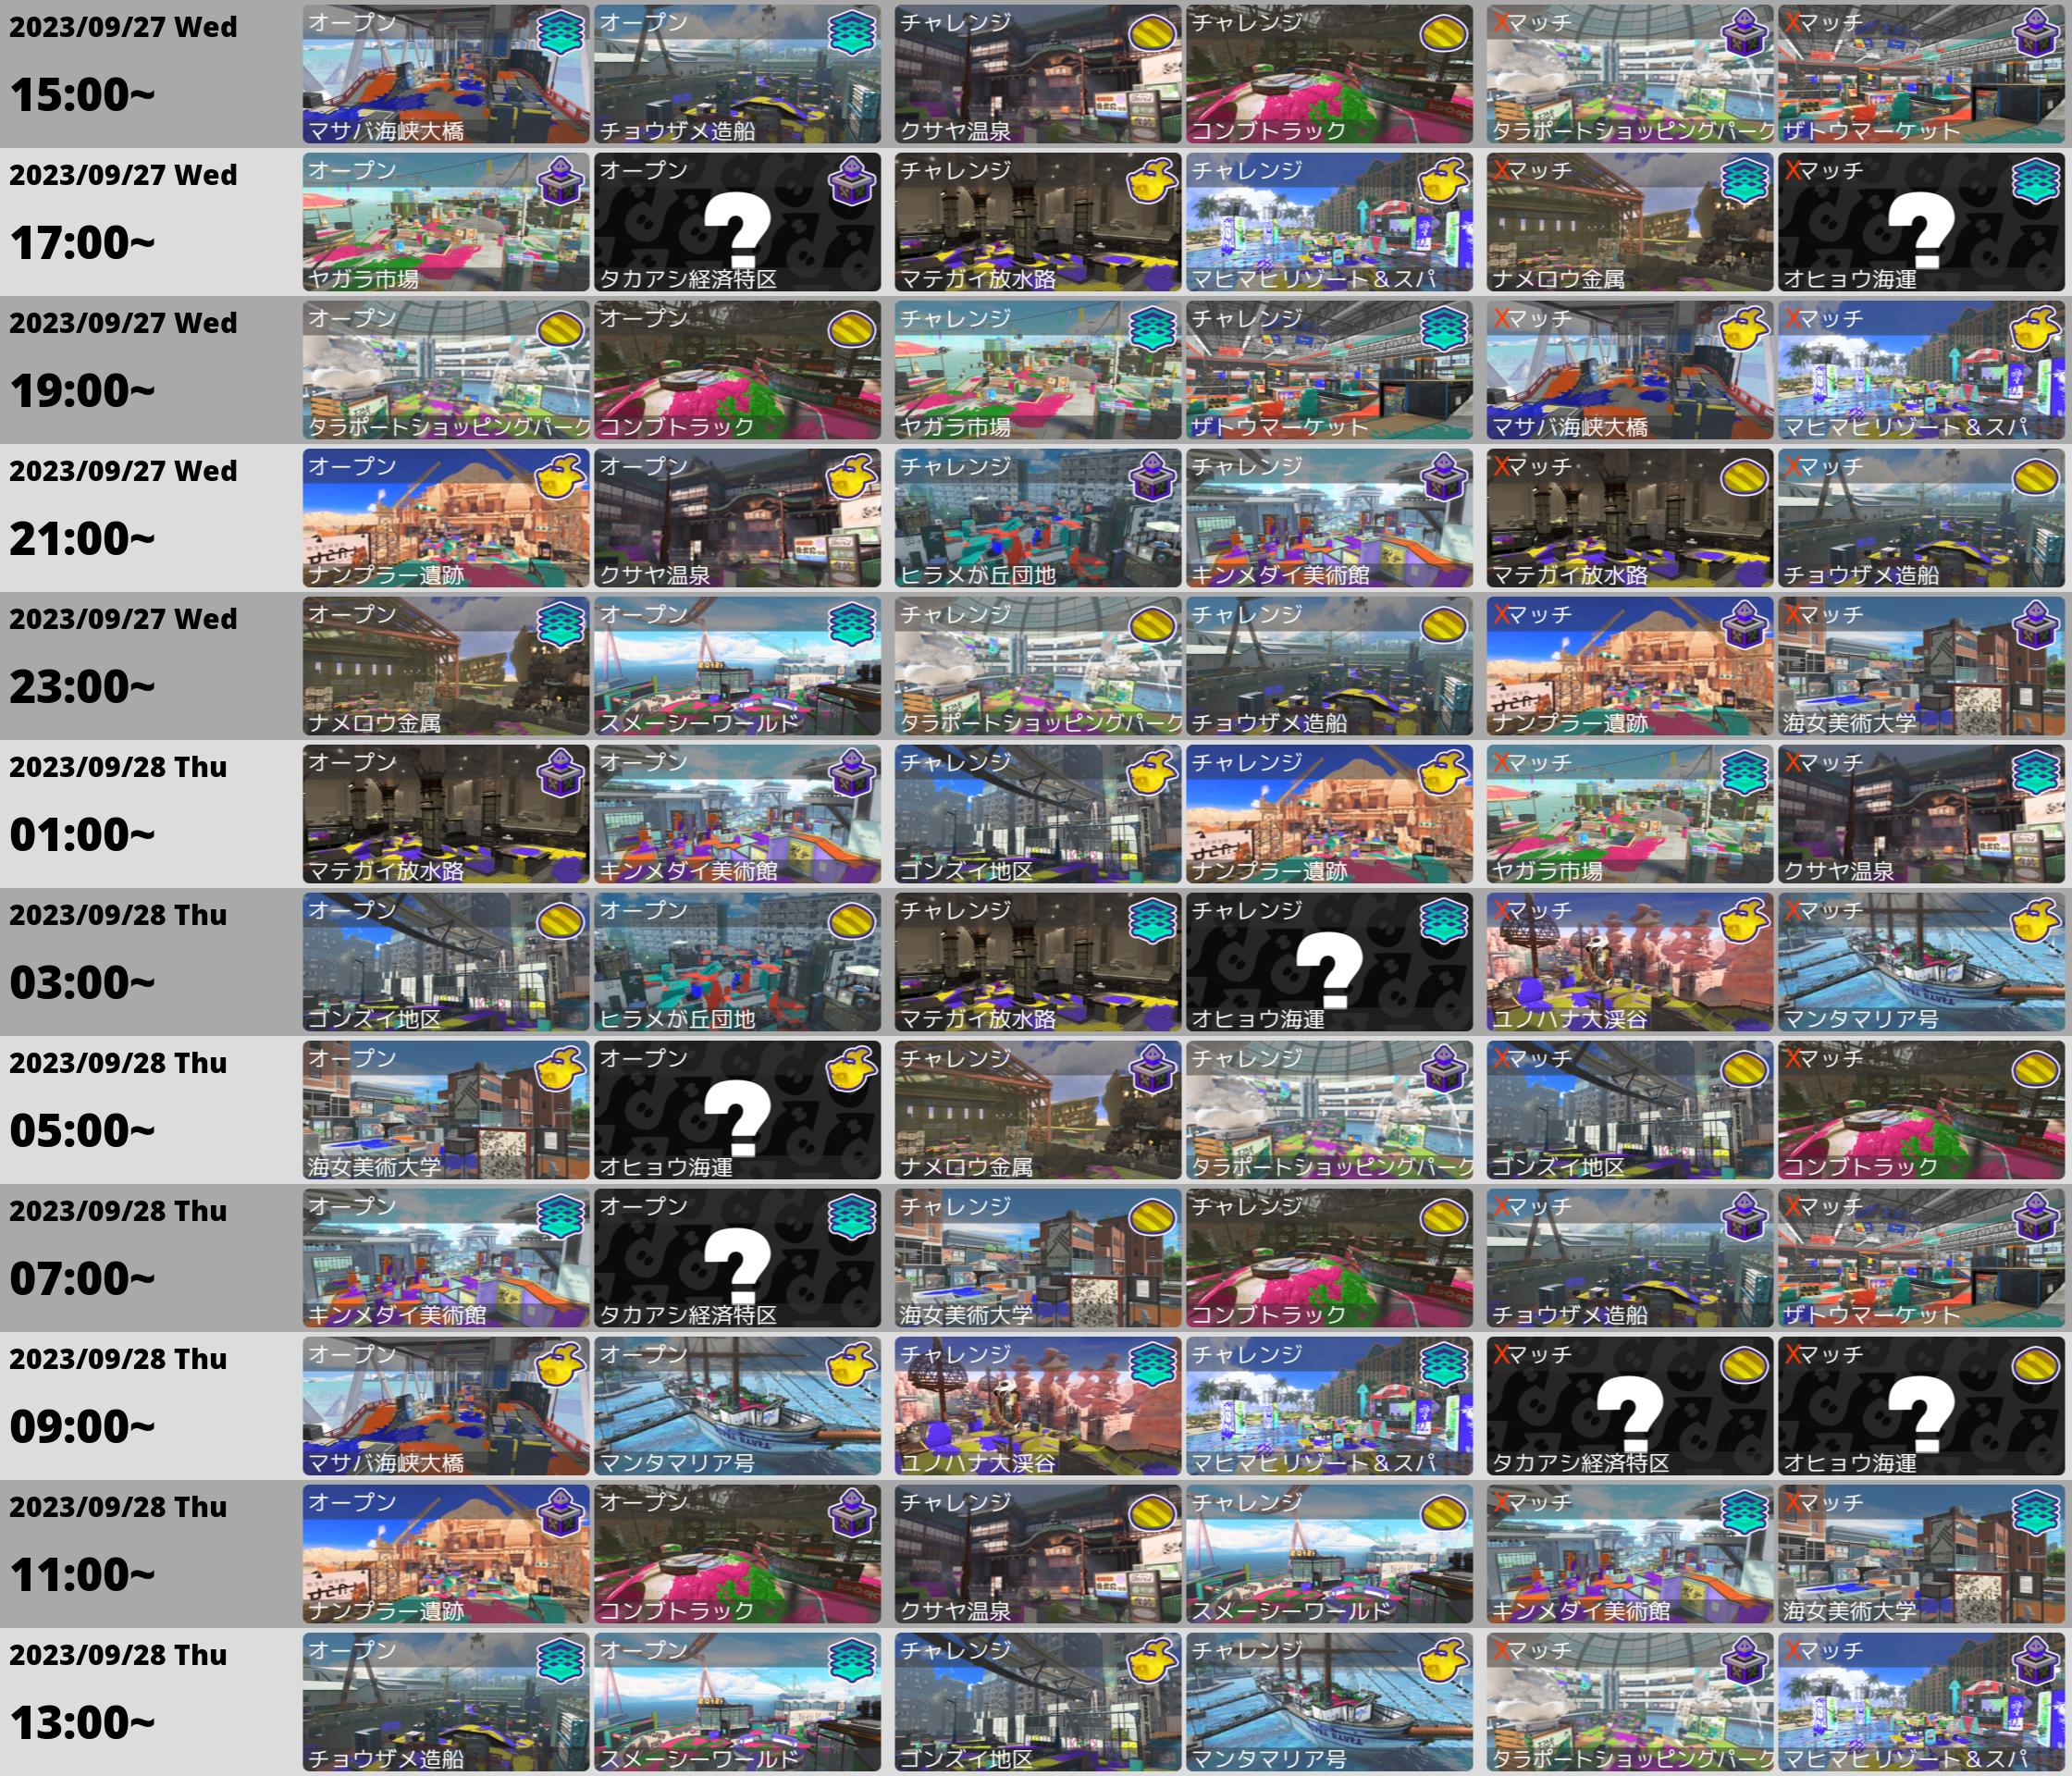 2023/09/27 Wed
15:00~
オープン
マサバ海峡大橋
オープン
チョウザメ造船
チャレンジ
クサヤ温泉
チャレンジ
コンブトラック
Xマッチ
タラポートショッピングパーク
Xマッチ
ザトウマーケット
2023/09/27 Wed
17:00~
オープン
ヤガラ市場
オープン
?
タカアシ経済特区
チャレンジ
マテガイ放水路
チャレンジ
マヒマヒリゾート&スパ
Xマッチ
ナメロウ金属
Xマッチ
?
オヒョウ海運
2023/09/27 Wed
19:00~
オープン
タラポートショッピングパーク
オープン
コンブトラック
チャレンジ
ヤガラ市場
チャレンジ
ザトウマーケット
Xマッチ
マサバ海峡大橋
Xマッチ
マヒマヒリゾート&スパ
2023/09/27 Wed
21:00~
オープン
ナンプラー遺跡
オープン
クサヤ温泉
チャレンジ
ヒラメが丘団地
チャレンジ
キンメダイ美術館
Xマッチ
マテガイ放水路
Xマッチ
チョウザメ造船
2023/09/27 Wed
23:00~
オープン
ナメロウ金属
オープン
スメーシーワールド
チャレンジ
タラポートショッピングパーク
チャレンジ
チョウザメ造船
Xマッチ
ナンプラー遺跡
Xマッチ
海女美術大学
2023/09/28 Thu
01:00~
オープン
マテガイ放水路
オープン
キンメダイ美術館
チャレンジ
ゴンズイ地区
チャレンジ
ナンプラー遺跡
Xマッチ
ヤガラ市場
Xマッチ
クサヤ温泉
2023/09/28 Thu
03:00~
オープン
ゴンズイ地区
オープン
ヒラメが丘団地
チャレンジ
マテガイ放水路
チャレンジ
?
オヒョウ海運
Xマッチ
ユノハナ大渓谷
Xマッチ
マンタマリア号
2023/09/28 Thu
05:00~
オープン
海女美術大学
オープン
?
オヒョウ海運
チャレンジ
ナメロウ金属
チャレンジ
タラポートショッピングパーク
Xマッチ
ゴンズイ地区
Xマッチ
コンブトラック
2023/09/28 Thu
07:00~
オープン
キンメダイ美術館
オープン
?
タカアシ経済特区
チャレンジ
海女美術大学
チャレンジ
コンブトラック
Xマッチ
チョウザメ造船
Xマッチ
ザトウマーケット
2023/09/28 Thu
09:00~
オープン
マサバ海峡大橋
オープン
マンタマリア号
チャレンジ
ユノハナ大渓谷
チャレンジ
マヒマヒリゾート&スパ
Xマッチ
?
タカアシ経済特区
Xマッチ
?
オヒョウ海運
2023/09/28 Thu
11:00~
オープン
ナンプラー遺跡
オープン
コンブトラック
チャレンジ
クサヤ温泉
チャレンジ
スメーシーワールド
Xマッチ
キンメダイ美術館
Xマッチ
海女美術大学
2023/09/28 Thu
13:00~
オープン
チョウザメ造船
オープン
スメーシーワールド
チャレンジ
ゴンズイ地区
チャレンジ
マンタマリア号
Xマッチ
タラポートショッピングパーク
Xマッチ
マヒマヒリゾート&スパ